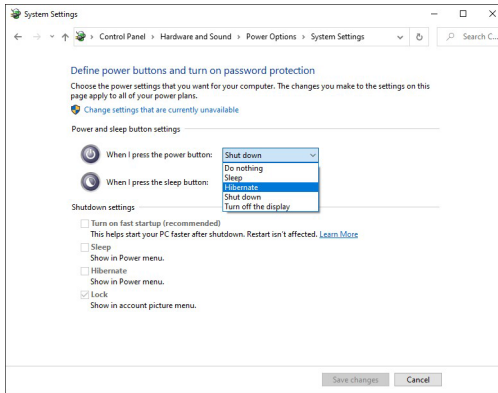 System Settings
Control Panel > Hardware and Sound > Power Options > System Settings
Search C...
Define power buttons and turn on password protection
Choose the power settings that you want for your computer. The changes you make to the settings on this
page apply to all of your power plans.
Change settings that are currently unavailable
Power and sleep button settings
When I press the power button: Shut down
Do nothing
Sleep
When I press the sleep button: Hibernate
Shut down
Turn off the display
Shutdown settings
Turn on fast startup (recommended)
This helps start your PC faster after shutdown. Restart isn't affected. Learn More
Sleep
Show in Power menu.
Hibernate
Show in Power menu.
Lock
Show in account picture menu.
Save changes Cancel